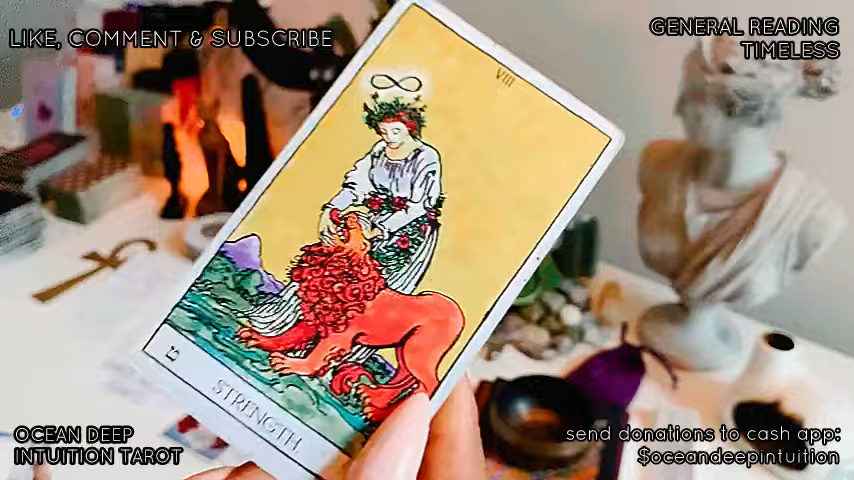 LIKE, COMMENT & SUBSCRIBE
GENERAL READING
TIMELESS
VIII
STRENGTH
OCEAN DEEP
INTUITION TAROT
send donations to cash app:
$oceandeepintuition